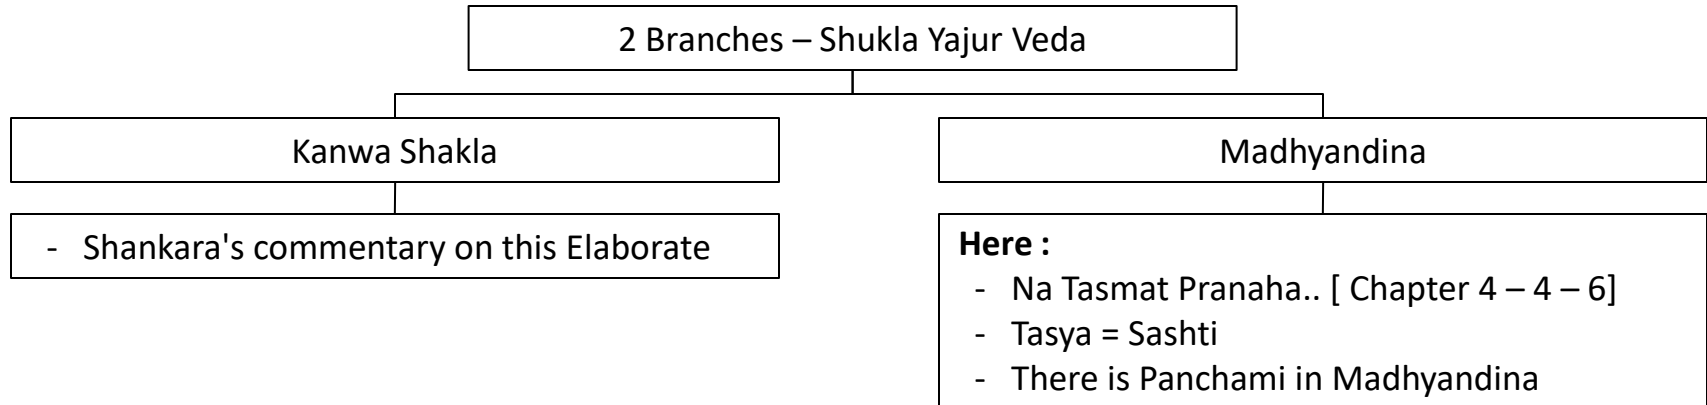 2 Branches – Shukla Yajur Veda
Kanwa Shakla
- Shankara's commentary on this Elaborate
Madhyandina
Here :
- Na Tasmat Pranaha.. [ Chapter 4 – 4 – 6]
- Tasya = Sashti
- There is Panchami in Madhyandina